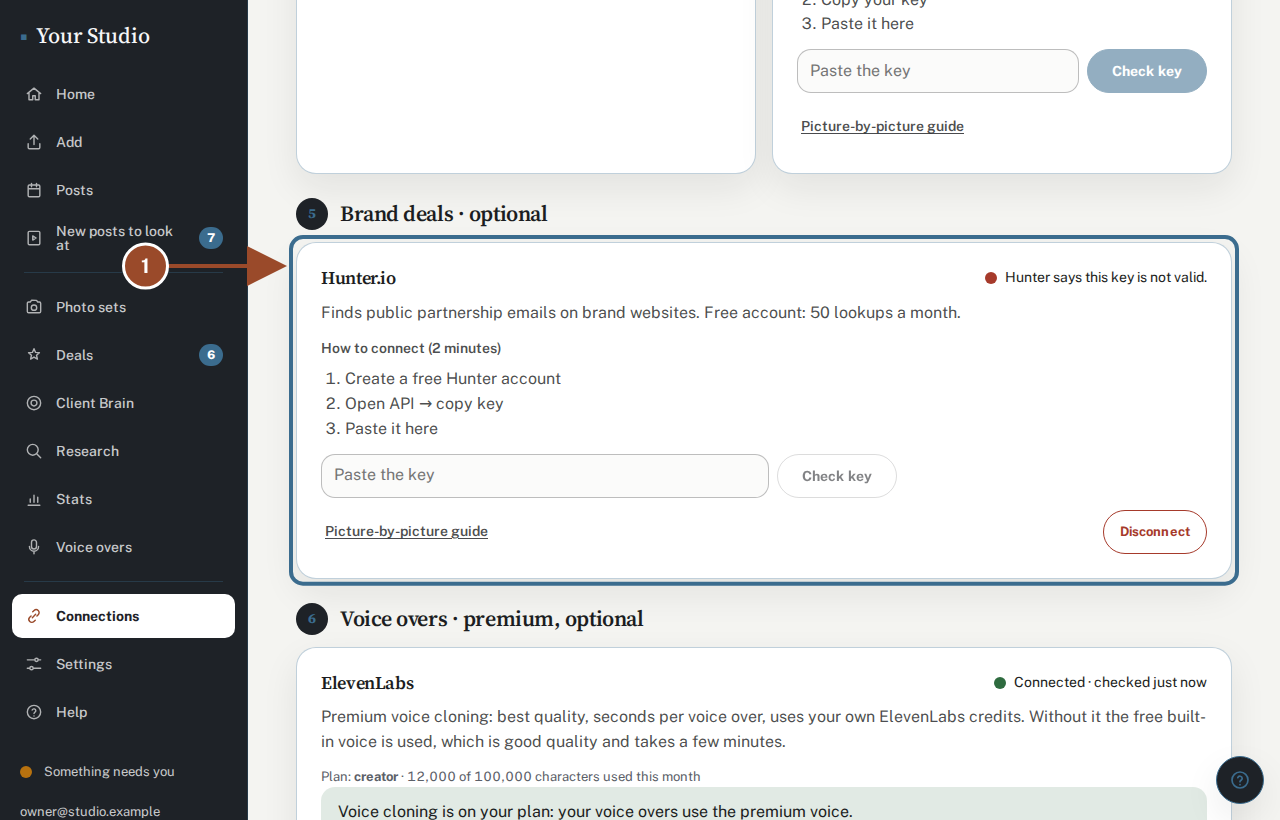 Your Studio
Home
Add
Posts
New posts to look
at
7
1
Photo sets
Deals
6
Client Brain
Research
Stats
Voice overs
Connections
Settings
Help
Something needs you
owner@studio.example
2. Copy your key
3. Paste it here
Paste the key
Check key
Picture-by-picture guide
5
Brand deals · optional
Hunter.io
Hunter says this key is not valid.
Finds public partnership emails on brand websites. Free account: 50 lookups a month.
How to connect (2 minutes)
1. Create a free Hunter account
2. Open API → copy key
3. Paste it here
Paste the key
Check key
Picture-by-picture guide
Disconnect
6
Voice overs · premium, optional
ElevenLabs
Connected · checked just now
Premium voice cloning: best quality, seconds per voice over, uses your own ElevenLabs credits. Without it the free built-
in voice is used, which is good quality and takes a few minutes.
Plan: creator · 12,000 of 100,000 characters used this month
Voice cloning is on your plan: your voice overs use the premium voice.